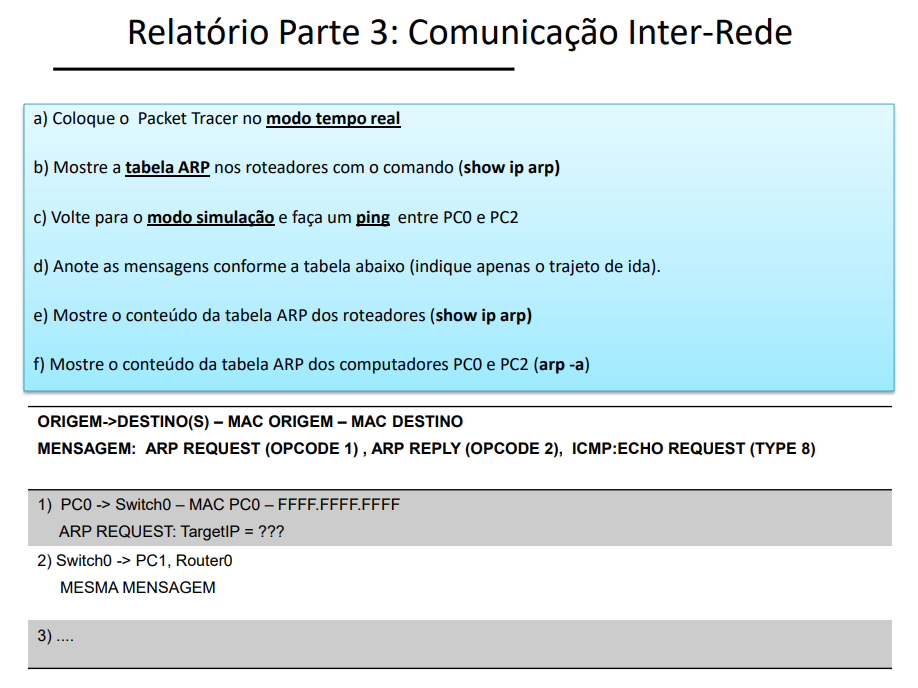 Relatório Parte 3: Comunicação Inter-Rede
a) Coloque o  Packet Tracer no modo tempo real
b) Mostre a tabela ARP nos roteadores com o comando (show ip arp)
c) Volte para o modo simulação e faça um ping  entre PC0 e PC2
d) Anote as mensagens conforme a tabela abaixo (indique apenas o trajeto de ida).
e) Mostre o conteúdo da tabela ARP dos roteadores (show ip arp)
f) Mostre o conteúdo da tabela ARP dos computadores PC0 e PC2 (arp -a)
ORIGEM->DESTINO(S) – MAC ORIGEM – MAC DESTINO
MENSAGEM:  ARP REQUEST (OPCODE 1) , ARP REPLY (OPCODE 2),  ICMP:ECHO REQUEST (TYPE 8)
1)  PC0 -> Switch0 – MAC PC0 – FFFF.FFFF.FFFF
ARP REQUEST: TargetIP = ???
2) Switch0 -> PC1, Router0
MESMA MENSAGEM
3) ....